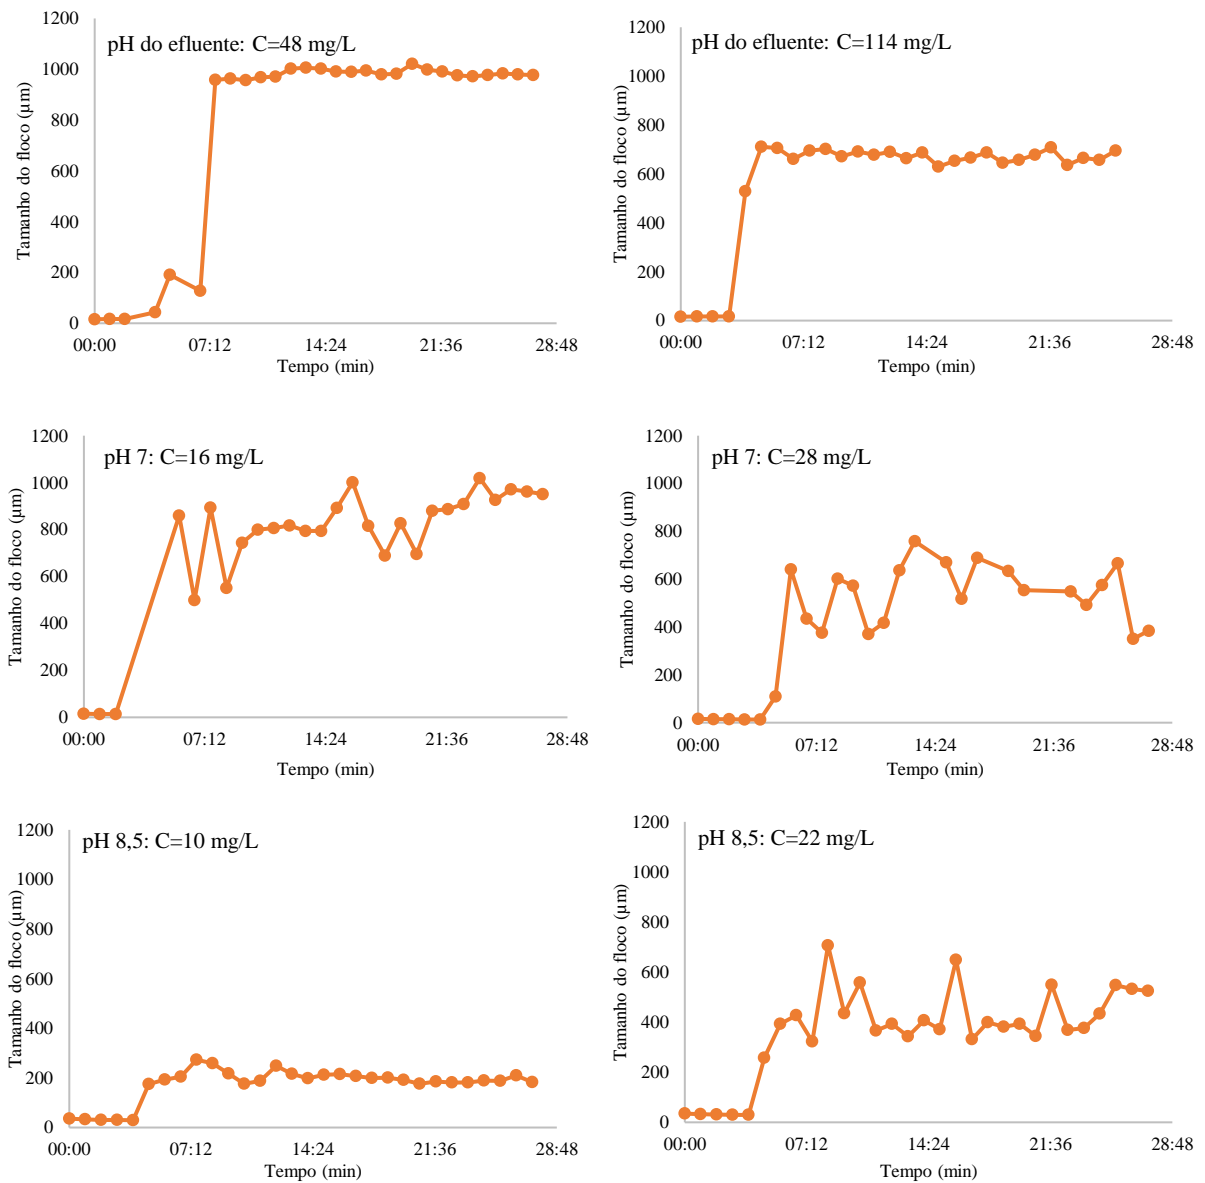 pH do efluente: C=48 mg/L
Tamanho do floco (µm)
1200
1000
800
600
400
200
0
00:00 07:12 14:24 21:36 28:48
Tempo (min)
pH do efluente: C=114 mg/L
Tamanho do floco (µm)
1200
1000
800
600
400
200
0
00:00 07:12 14:24 21:36 28:48
Tempo (min)
pH 7: C=16 mg/L
Tamanho do floco (µm)
1200
1000
800
600
400
200
0
00:00 07:12 14:24 21:36 28:48
Tempo (min)
pH 7: C=28 mg/L
Tamanho do floco (µm)
1200
1000
800
600
400
200
0
00:00 07:12 14:24 21:36 28:48
Tempo (min)
pH 8,5: C=10 mg/L
Tamanho do floco (µm)
1200
1000
800
600
400
200
0
00:00 07:12 14:24 21:36 28:48
Tempo (min)
pH 8,5: C=22 mg/L
Tamanho do floco (µm)
1200
1000
800
600
400
200
0
00:00 07:12 14:24 21:36 28:48
Tempo (min)